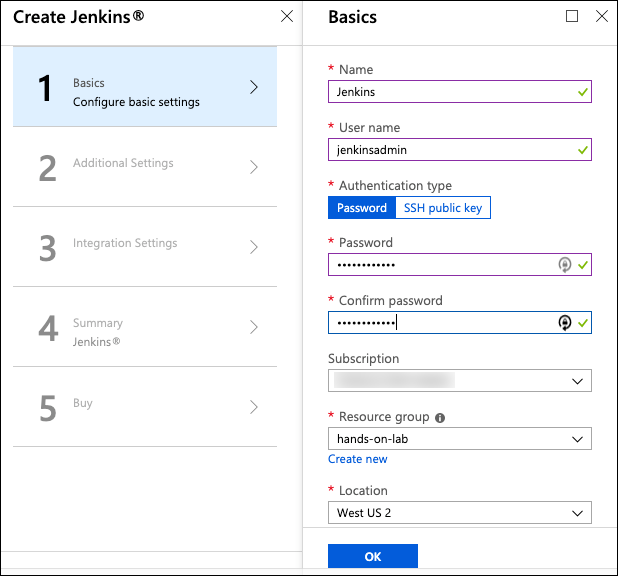 Create Jenkins®
1
Basics
Configure basic settings
2
Additional Settings
3
Integration Settings
4
Summary
Jenkins®
5
Buy
Basics
* Name
Jenkins
* User name
jenkinsadmin
* Authentication type
Password SSH public key
* Password
••••••••••••
* Confirm password
••••••••••••
Subscription
* Resource group
hands-on-lab
Create new
* Location
West US 2
OK